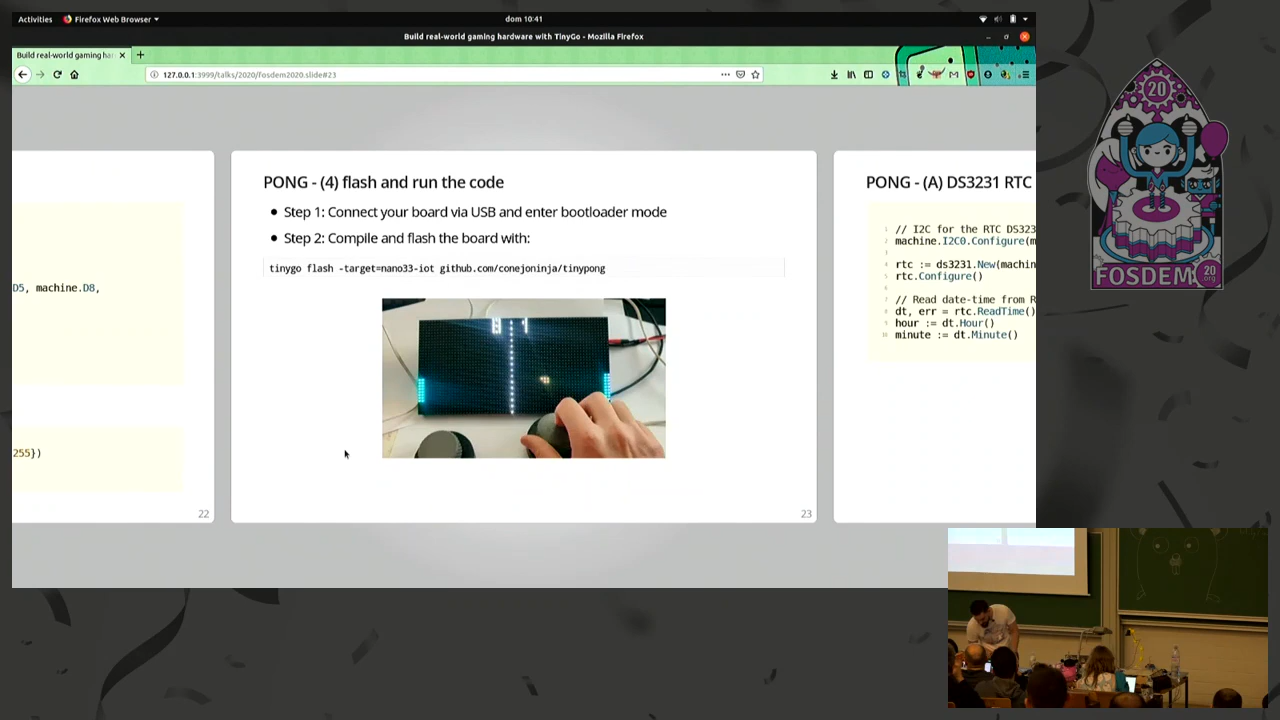 Activities
Firefox Web Browser
dom 10:41
Build real-world gaming hardware with TinyGo - Mozilla Firefox
Build real-world gaming har
127.0.0.1:3999/talks/2020/fosdem2020.slide#23
D5, machine.D8,
255})
22
PONG - (4) flash and run the code
Step 1: Connect your board via USB and enter bootloader mode
Step 2: Compile and flash the board with:
tinygo flash -target=nano33-iot github.com/conejoninja/tinypong
23
PONG - (A) DS3231 RTC
// I2C for the RTC DS323
machine.I2C0.Configure(m
rtc := ds3231.New(machin
rtc.Configure()
// Read date-time from R
dt, err = rtc.ReadTime()
hour := dt.Hour()
minute := dt.Minute()
20
FOSDEM
20
.org